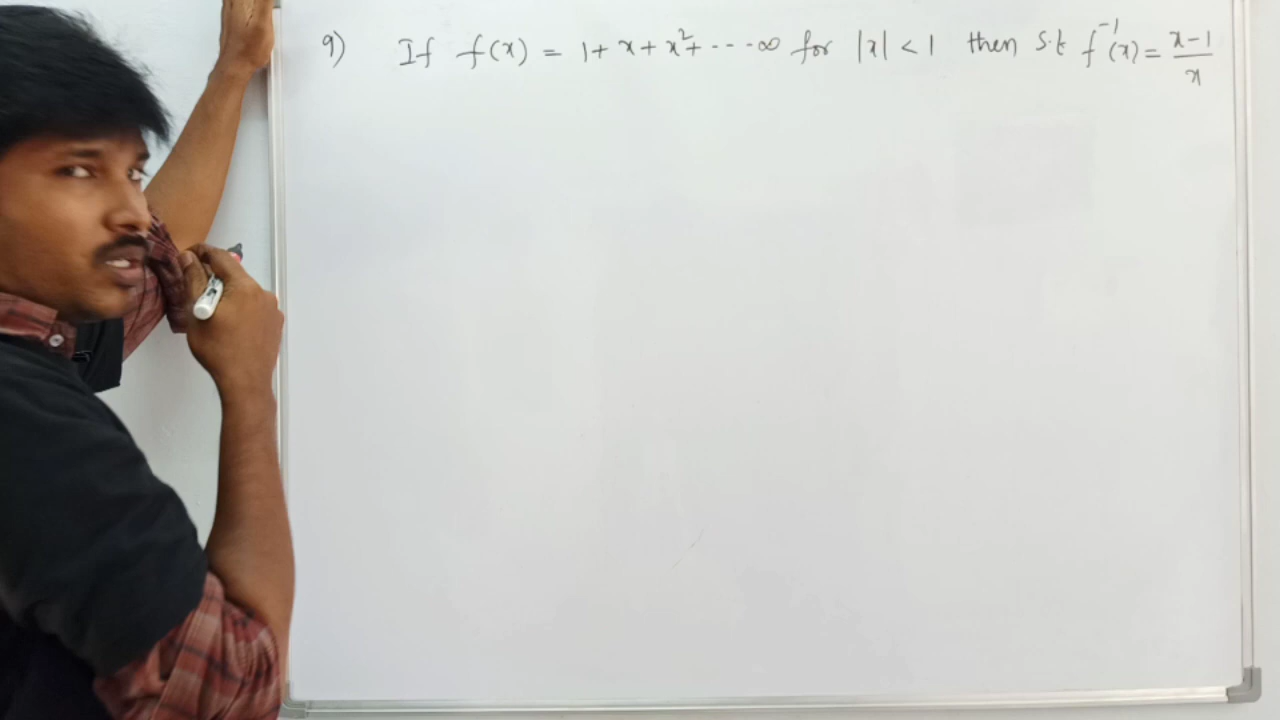 9) If f(x) = 1+ x + x²+ - - - ∞ for |x| < 1 then S.t f⁻¹(x) = x-1/x